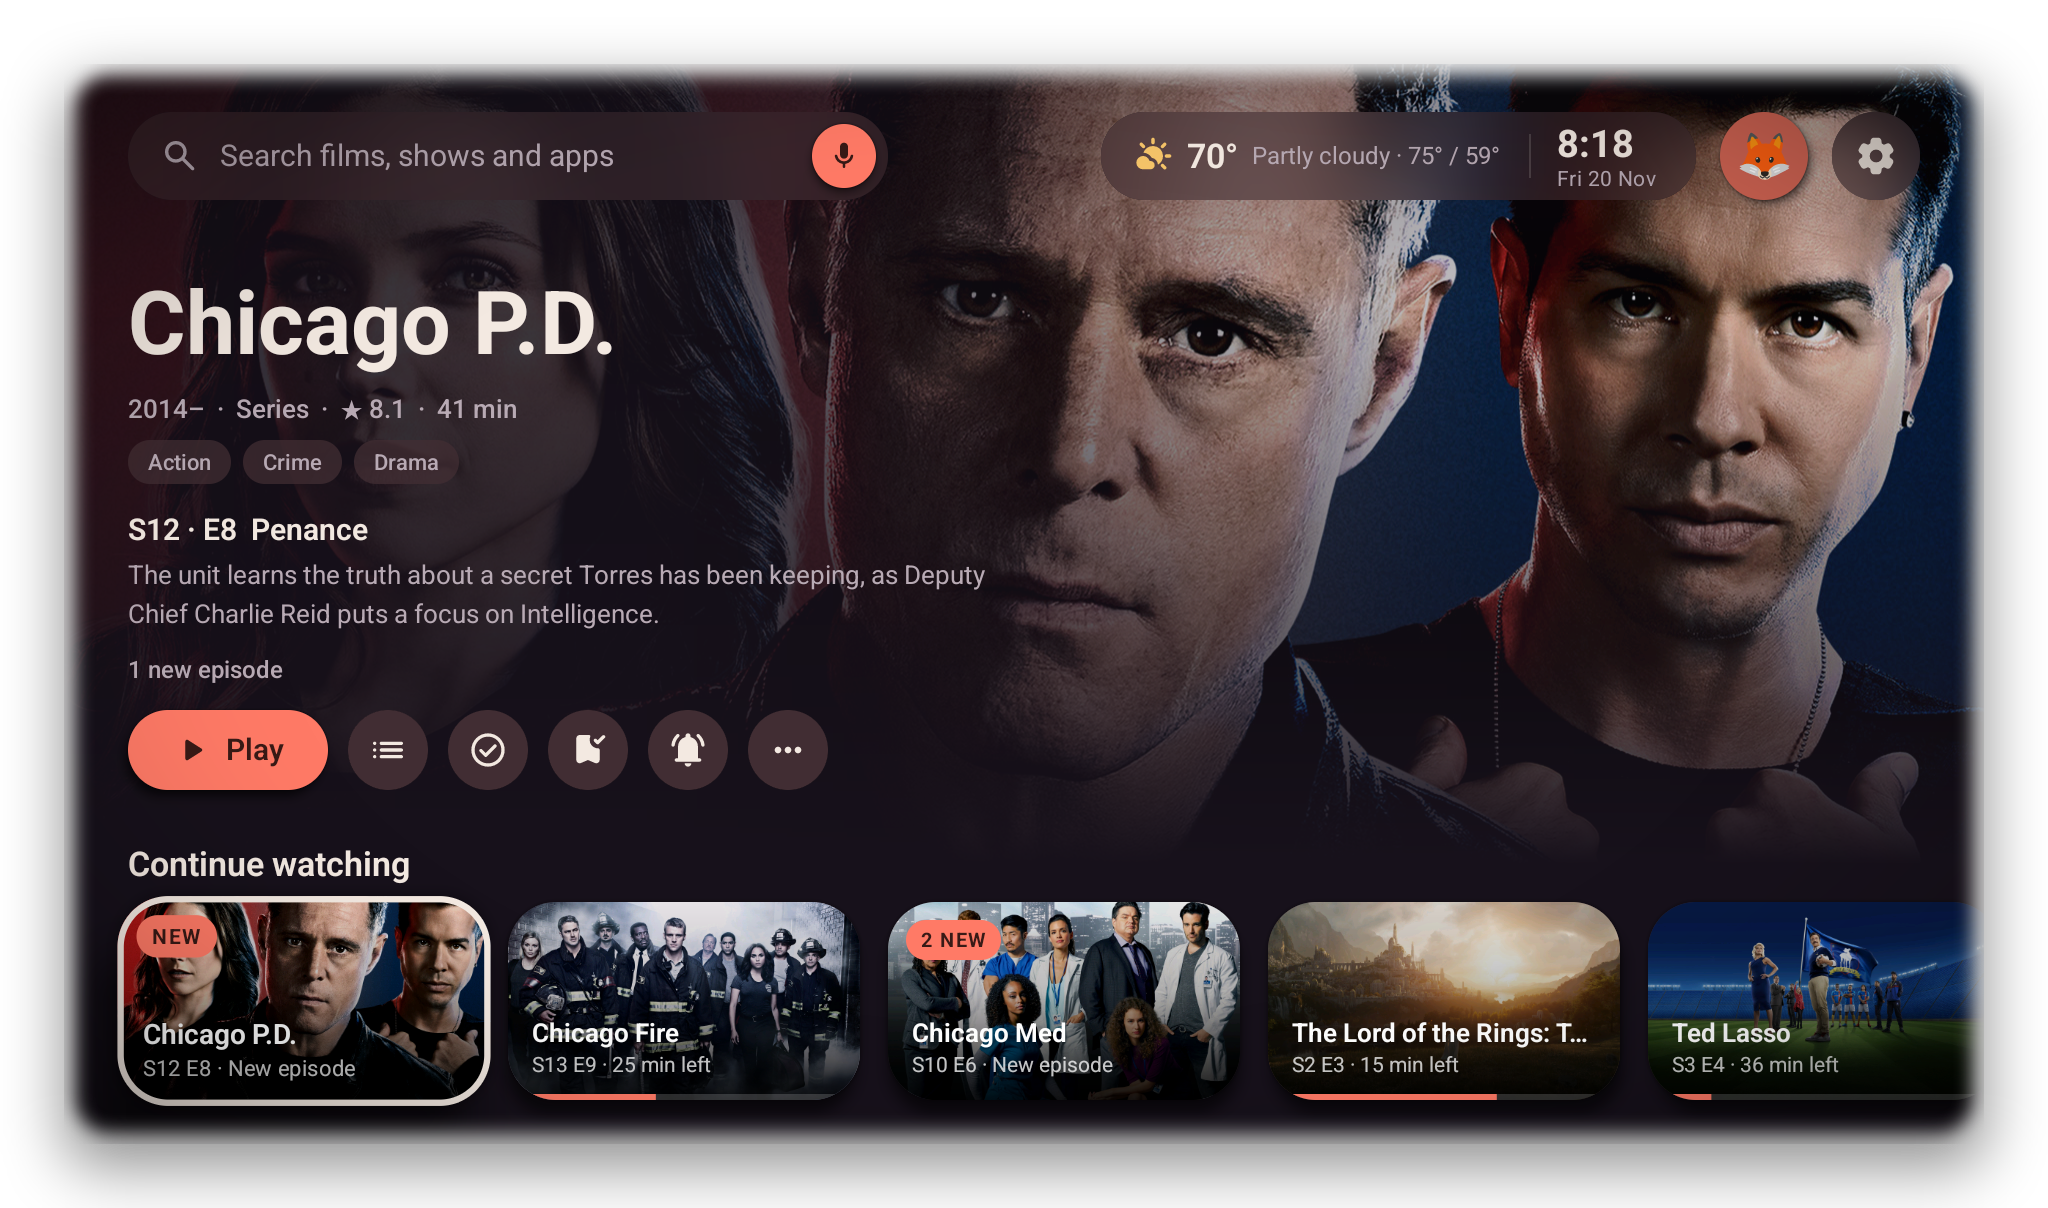 Search films, shows and apps
70° Partly cloudy · 75° / 59°
8:18
Fri 20 Nov
Chicago P.D.
2014– · Series · ★ 8.1 · 41 min
Action Crime Drama
S12 · E8 Penance
The unit learns the truth about a secret Torres has been keeping, as Deputy
Chief Charlie Reid puts a focus on Intelligence.
1 new episode
Play
Continue watching
NEW
Chicago P.D.
S12 E8 · New episode
Chicago Fire
S13 E9 · 25 min left
2 NEW
Chicago Med
S10 E6 · New episode
The Lord of the Rings: T...
S2 E3 · 15 min left
Ted Lasso
S3 E4 · 36 min left